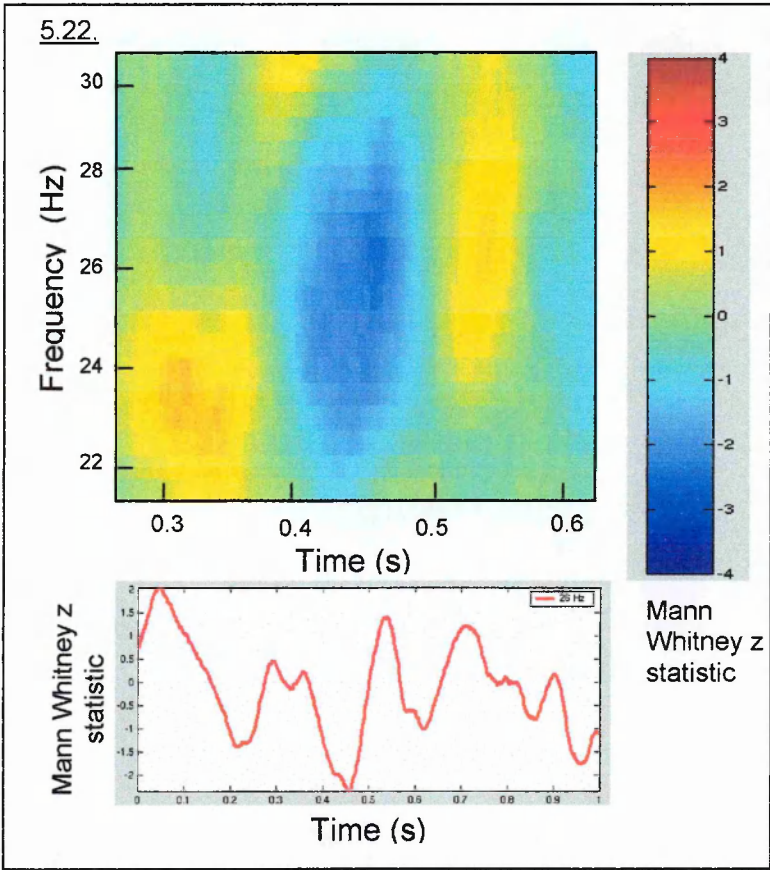 5.22.
30
28
26
24
22
Frequency (Hz)
0.3 0.4 0.5 0.6
Time (s)
4
3
2
1
0
-1
-2
-3
-4
Mann
Whitney z
statistic
Mann Whitney z
statistic
2
1.5
1
0.5
0
-0.5
-1
-1.5
-2
26 Hz
0 0.1 0.2 0.3 0.4 0.5 0.6 0.7 0.8 0.9 1
Time (s)